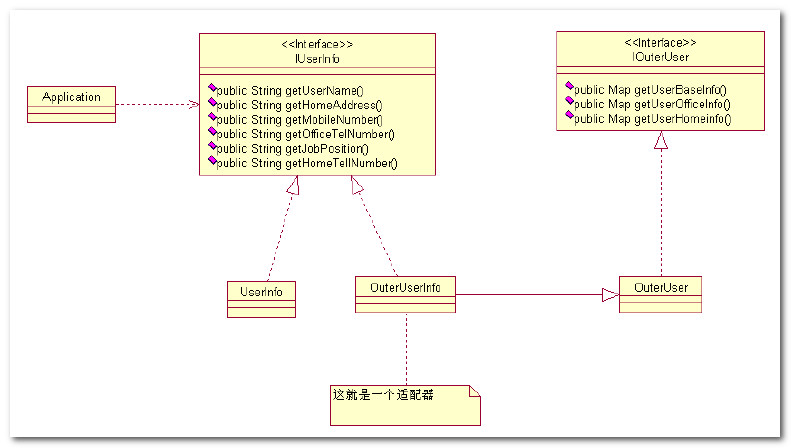 <<Interface>>
IUserInfo
public String getUserName()
public String getHomeAddress()
public String getMobileNumber()
public String getOfficeTelNumber()
public String getJobPosition()
public String getHomeTellNumber()
<<Interface>>
IOuterUser
public Map getUserBaseInfo()
public Map getUserOfficeInfo()
public Map getUserHomeinfo()
Application
UserInfo
OuterUserInfo
OuterUser
这就是一个适配器